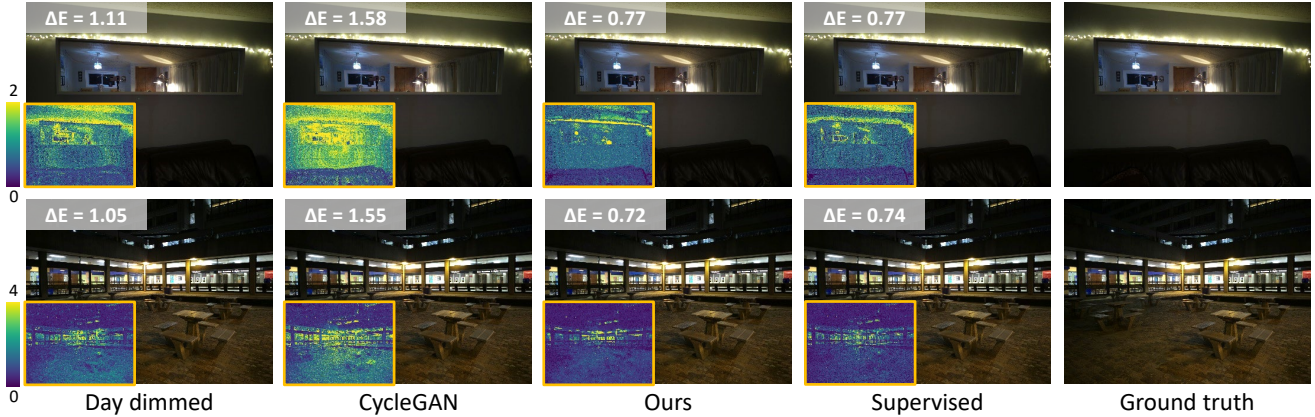 ΔE = 1.11 ΔE = 1.58 ΔE = 0.77 ΔE = 0.77
2
0
ΔE = 1.05 ΔE = 1.55 ΔE = 0.72 ΔE = 0.74
4
0
Day dimmed CycleGAN Ours Supervised Ground truth